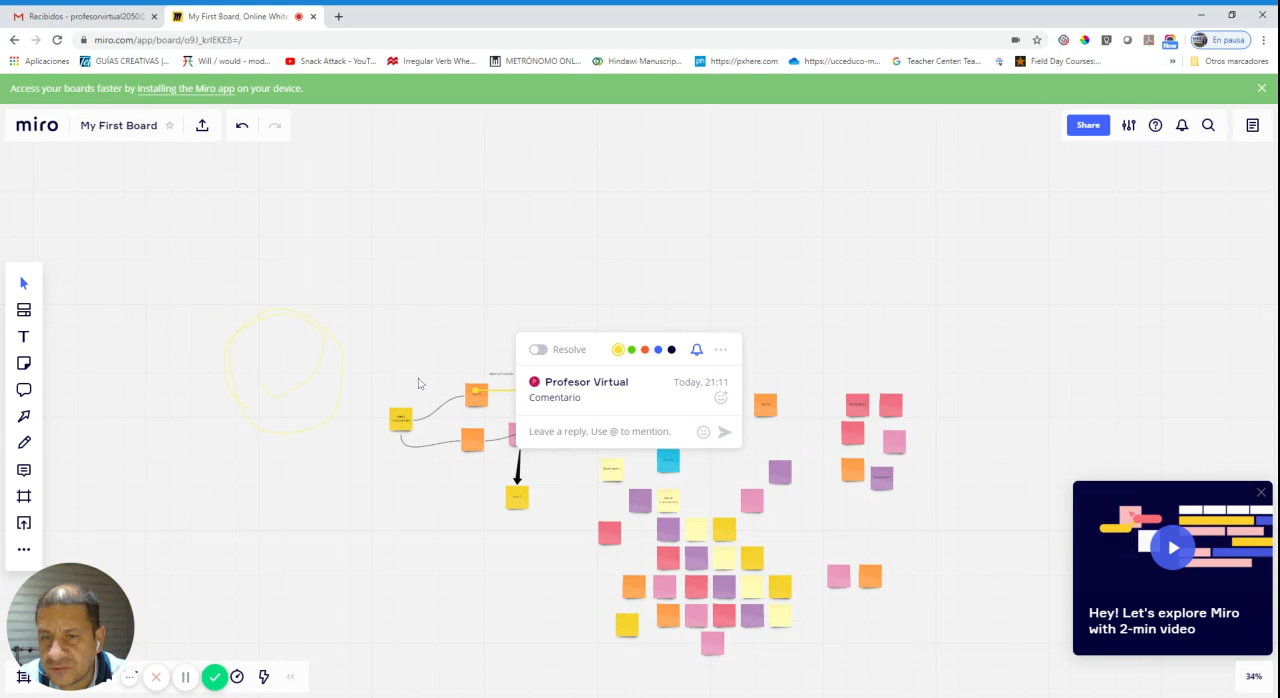 Recibidos - profesorvirtual2050@
My First Board, Online White
miro.com/app/board/o9J_krIEKE8=/
New
En pausa
Aplicaciones
GUÍAS CREATIVAS |...
Will / would - mod...
Snack Attack - YouT...
Irregular Verb Whe...
METRÓNOMO ONL...
Hindawi Manuscrip...
https://pxhere.com
https://ucceduco-m...
Teacher Center: Tea...
Field Day Courses:...
»
Otros marcadores
Access your boards faster by installing the Miro app on your device.
miro
My First Board
Share
Resolve
P Profesor Virtual
Today, 21:11
Comentario
Leave a reply. Use @ to mention.
Hey! Let's explore Miro
with 2-min video
34%